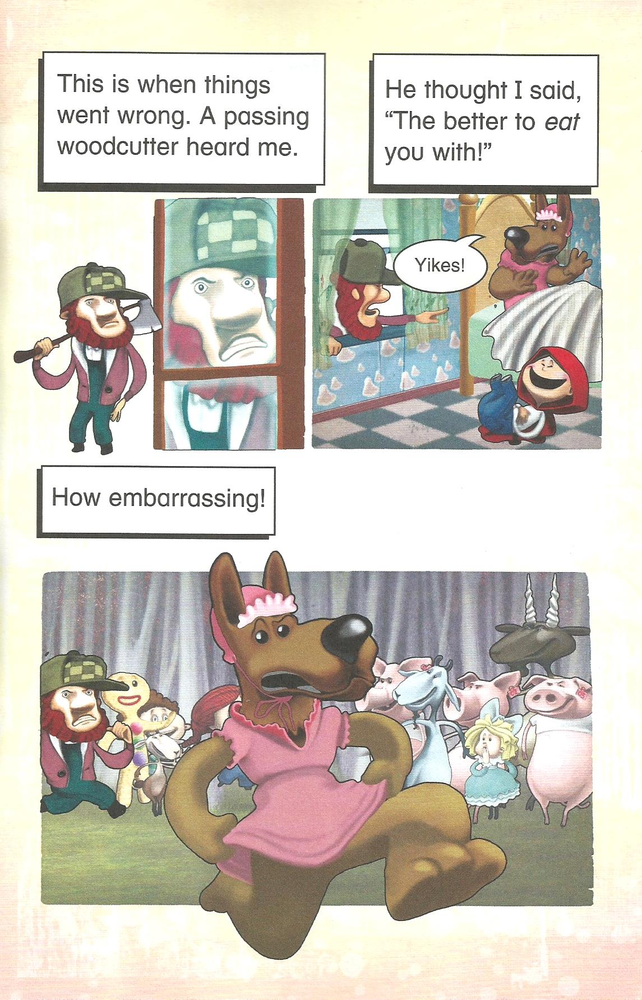 This is when things
went wrong. A passing
woodcutter heard me.
He thought I said,
“The better to eat
you with!”
Yikes!
How embarrassing!